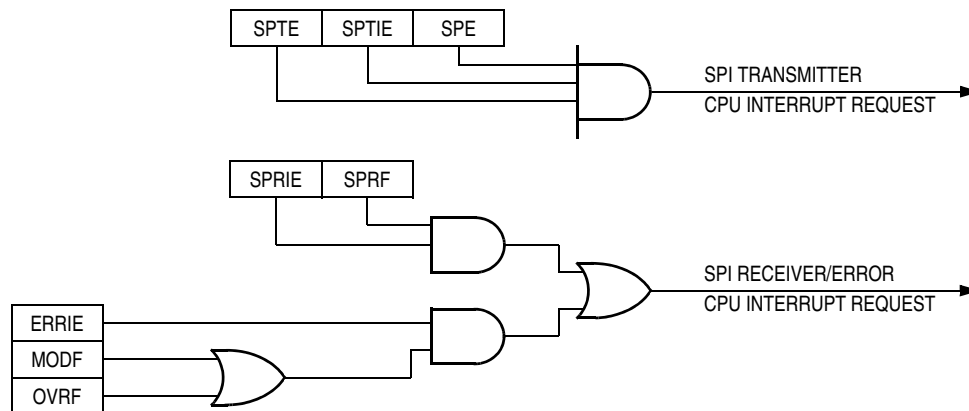 SPTE SPTIE SPE
SPI TRANSMITTER
CPU INTERRUPT REQUEST
SPRIE SPRF
SPI RECEIVER/ERROR
CPU INTERRUPT REQUEST
ERRIE
MODF
OVRF